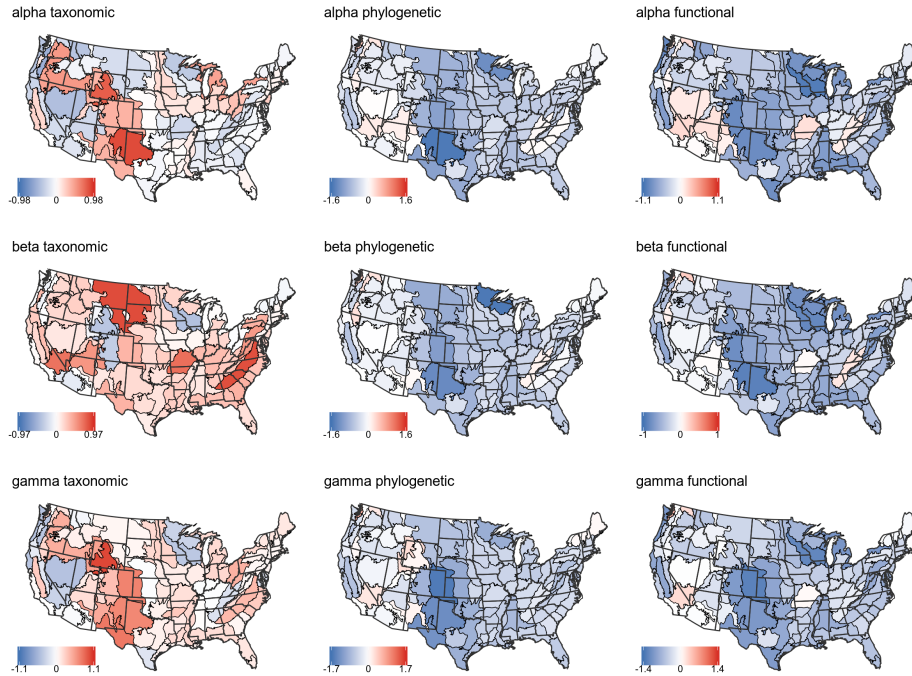 alpha taxonomic alpha phylogenetic alpha functional
-0.98 0 0.98 -1.6 0 1.6 -1.1 0 1.1
beta taxonomic beta phylogenetic beta functional
-0.97 0 0.97 -1.6 0 1.6 -1 0 1
gamma taxonomic gamma phylogenetic gamma functional
-1.1 0 1.1 -1.7 0 1.7 -1.4 0 1.4